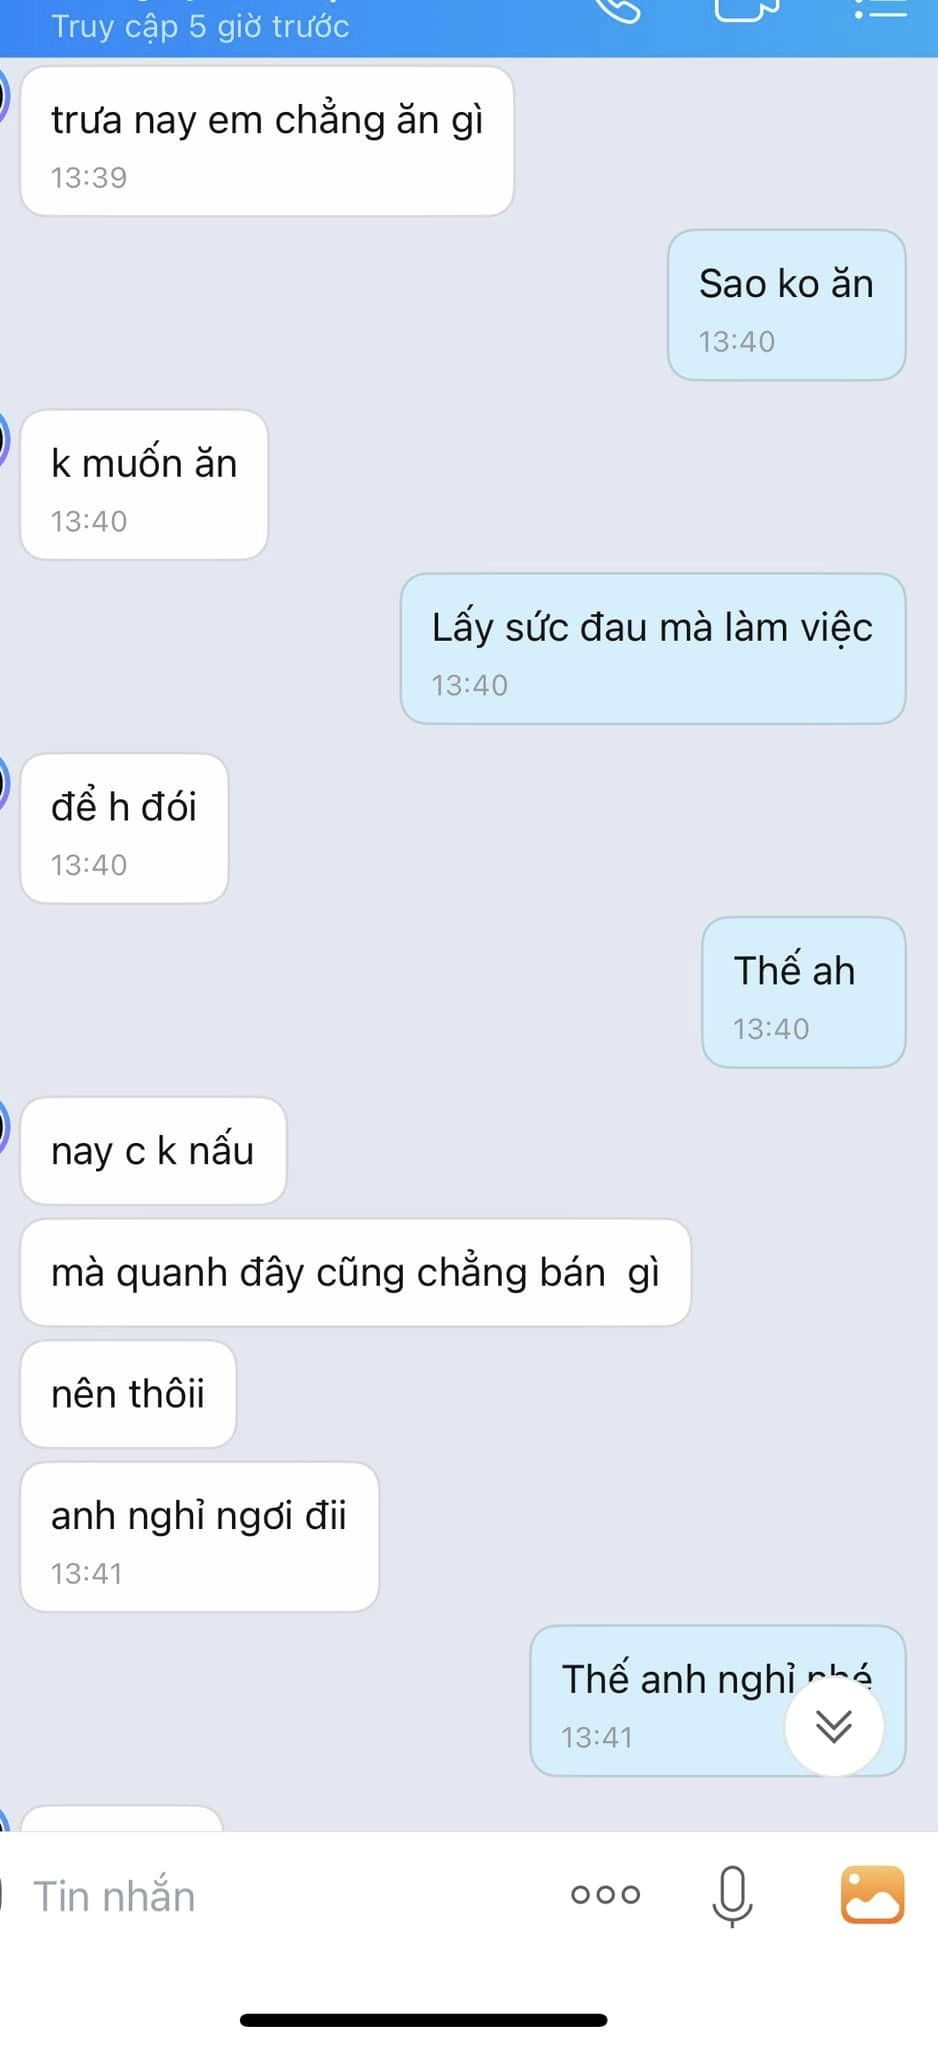 Truy cập 5 giờ trước
trưa nay em chẳng ăn gì
13:39
Sao ko ăn
13:40
k muốn ăn
13:40
Lấy sức đau mà làm việc
13:40
để h đói
13:40
Thế ah
13:40
nay c k nấu
mà quanh đây cũng chẳng bán gì
nên thôii
anh nghỉ ngơi đii
13:41
Thế anh nghỉ nhé
13:41
Tin nhắn